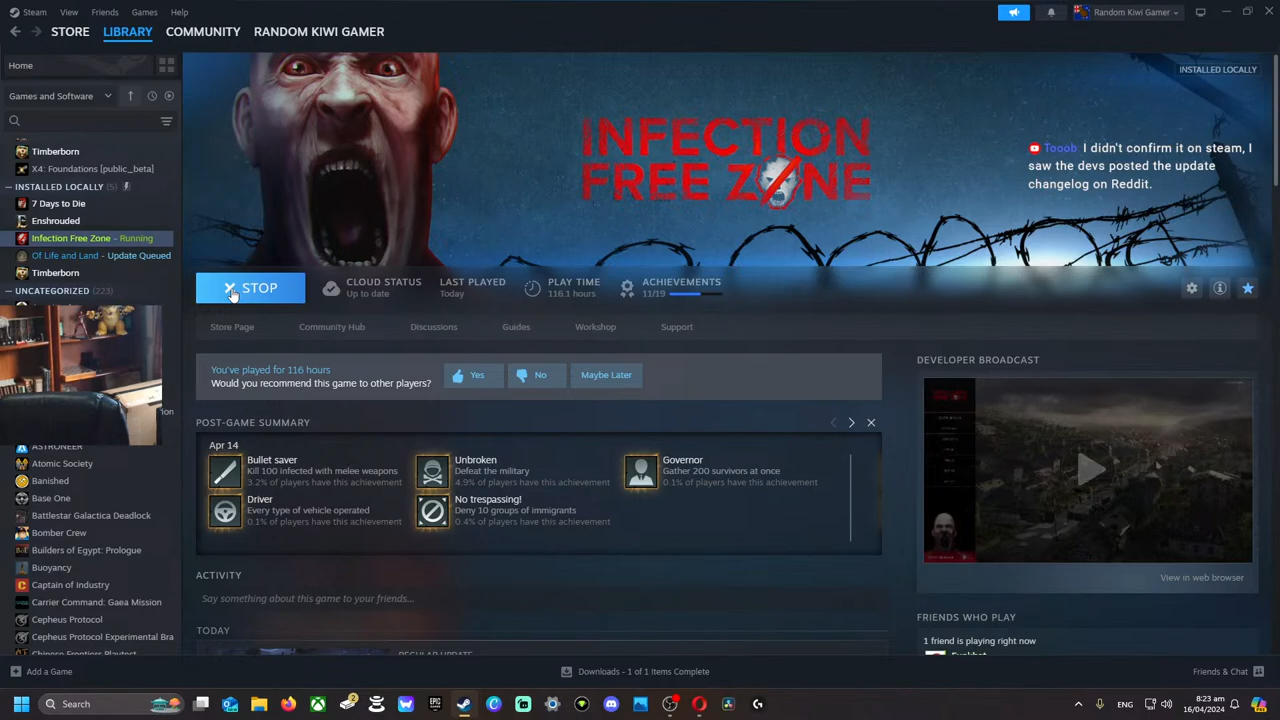 Steam View Friends Games Help
Random Kiwi Gamer
STORE LIBRARY COMMUNITY RANDOM KIWI GAMER
Home
INSTALLED LOCALLY
Games and Software
Timberborn
X4: Foundations [public_beta]
INSTALLED LOCALLY (5)
7 Days to Die
Enshrouded
Infection Free Zone - Running
Of Life and Land - Update Queued
Timberborn
UNCATEGORIZED (223)
ASTRONEER
Atomic Society
Banished
Base One
Battlestar Galactica Deadlock
Bomber Crew
Builders of Egypt: Prologue
Buoyancy
Captain of Industry
Carrier Command: Gaea Mission
Cepheus Protocol
Cepheus Protocol Experimental Bra
Chinese Frontiers Playtest
INFECTION
FREE ZONE
Tooob I didn't confirm it on steam, I
saw the devs posted the update
changelog on Reddit.
STOP
CLOUD STATUS
Up to date
LAST PLAYED
Today
PLAY TIME
116.1 hours
ACHIEVEMENTS
11/19
Store Page Community Hub Discussions Guides Workshop Support
You've played for 116 hours
Would you recommend this game to other players?
Yes No Maybe Later
POST-GAME SUMMARY
Apr 14
Bullet saver
Kill 100 infected with melee weapons
3.2% of players have this achievement
Unbroken
Defeat the military
4.9% of players have this achievement
Governor
Gather 200 survivors at once
0.1% of players have this achievement
Driver
Every type of vehicle operated
0.1% of players have this achievement
No trespassing!
Deny 10 groups of immigrants
0.4% of players have this achievement
ACTIVITY
Say something about this game to your friends...
TODAY
REGULAR UPDATE
DEVELOPER BROADCAST
View in web browser
FRIENDS WHO PLAY
1 friend is playing right now
Add a Game
Downloads - 1 of 1 Items Complete
Friends & Chat
Search
8:23 am
16/04/2024